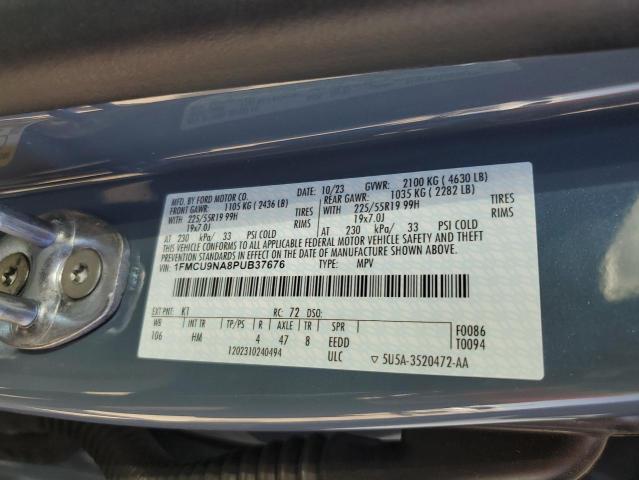 MFD. BY FORD MOTOR CO. 10/23 GVWR: 2100 KG ( 4630 LB)
FRONT GAWR: 1105 KG ( 2436 LB) REAR GAWR: 1035 KG ( 2282 LB)
WITH 225/55R19 99H TIRES WITH 225/55R19 99H TIRES
19x7.0J RIMS 19x7.0J RIMS
AT 230 kPa/ 33 PSI COLD AT 230 kPa/ 33 PSI COLD
THIS VEHICLE CONFORMS TO ALL APPLICABLE FEDERAL MOTOR VEHICLE SAFETY AND BUMPER
STANDARDS IN EFFECT ON THE DATE OF MANUFACTURE SHOWN ABOVE.
VIN: 1FMCU9NA8PUB37676 TYPE: MPV
EXT PNT: KT RC: 72 DSO:
WB INT TR TP/PS R AXLE TR SPR F0086
106 HM 4 47 8 EEDD T0094
1202310240494 ULC 5U5A-3520472-AA